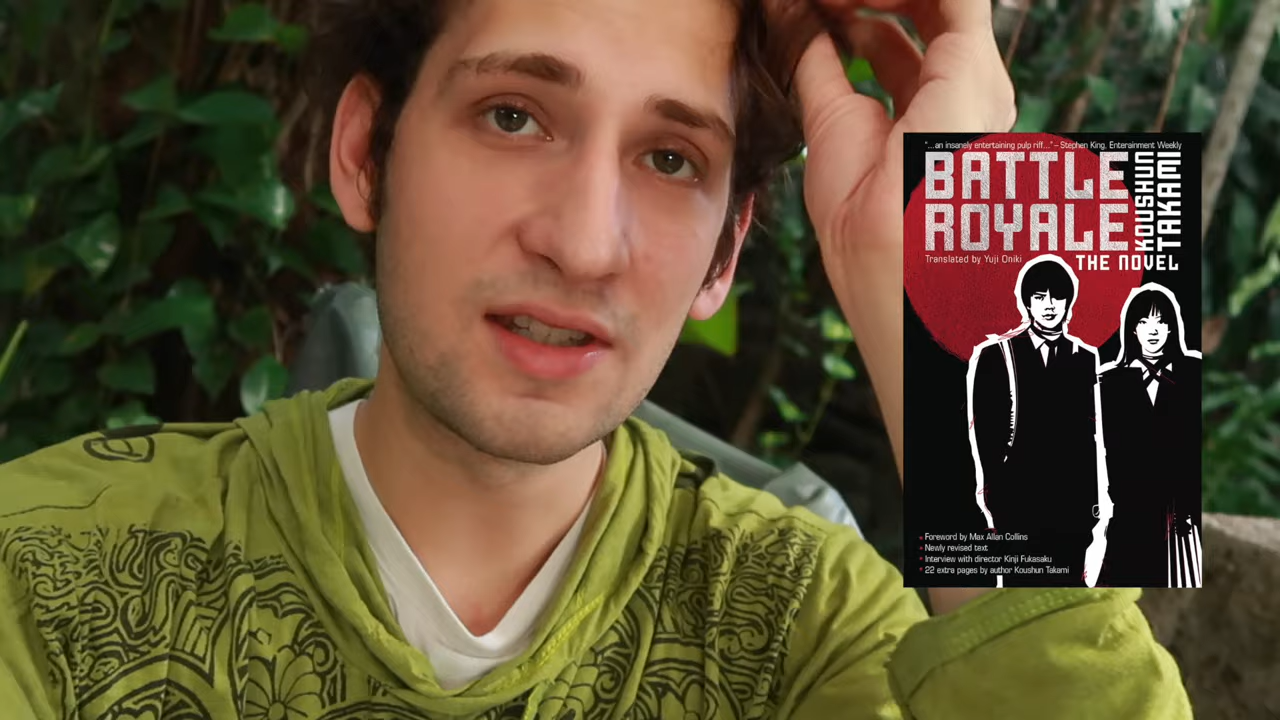 "...an insanely entertaining pulp riff..." – Stephen King, Enterainment Weekly
BATTLE
ROYALE
KOUSHUN
TAKAMI
Translated by Yuji Oniki
THE NOVEL
Foreword by Max Allan Collins
Newly revised text
Interview with director Kinji Fukasaku
22 extra pages by author Koushun Takami